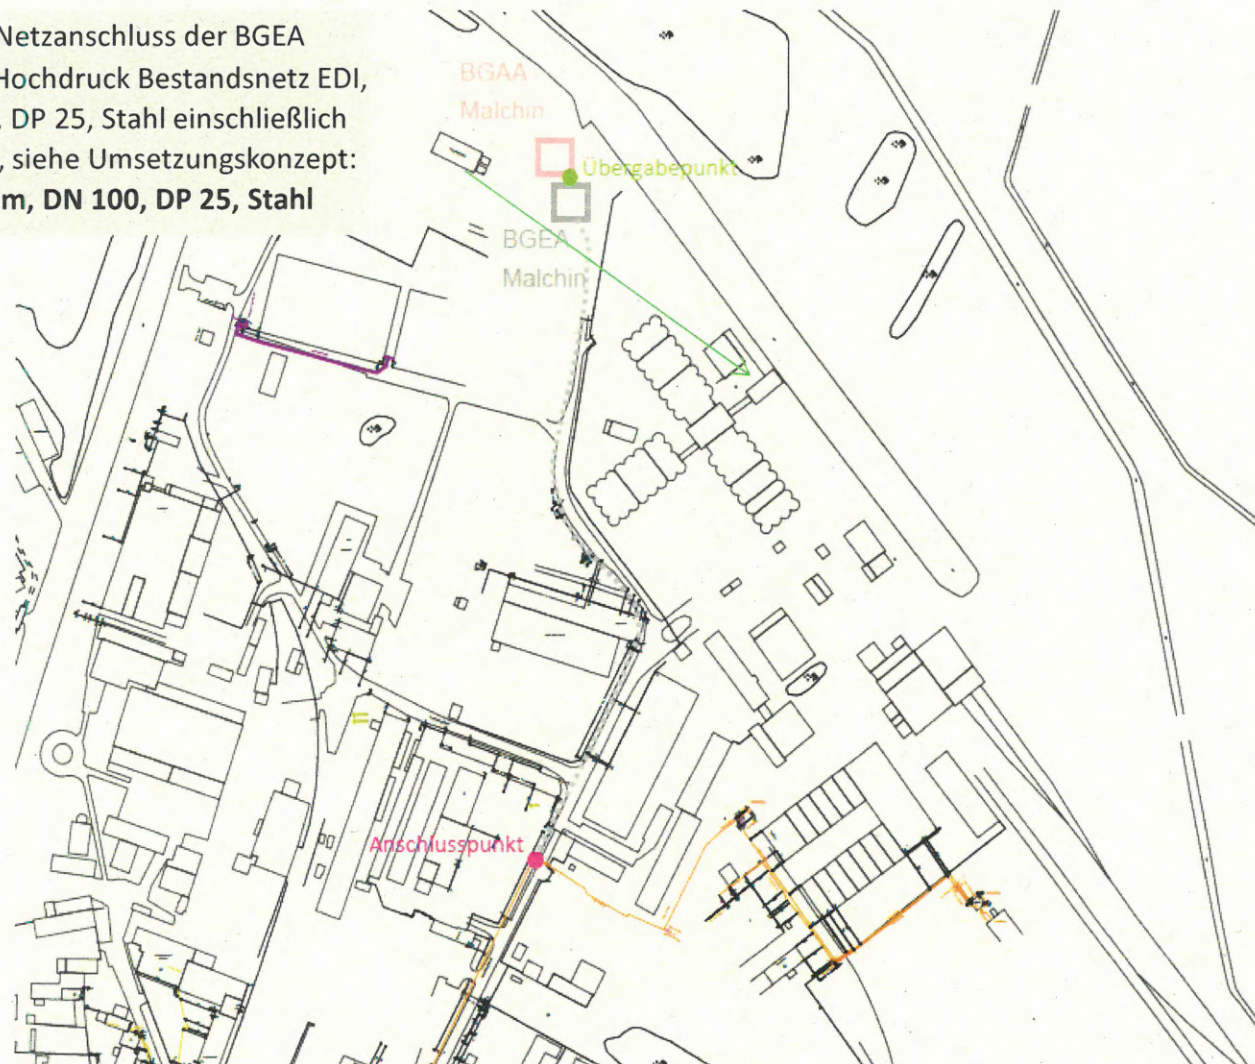 Netzanschluss der BGEA
Hochdruck Bestandsnetz EDI,
, DP 25, Stahl einschließlich
, siehe Umsetzungskonzept:
m, DN 100, DP 25, Stahl
BGAA
Malchin
Übergabepunkt
BGEA
Malchin
Anschlusspunkt